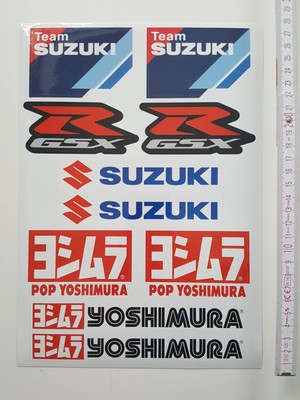 Team Team
SUZUKI SUZUKI
R R
GSX GSX
SUZUKI
SUZUKI
ヨシムラ® ヨシムラ®
POP YOSHIMURA POP YOSHIMURA
ヨシムラ YOSHIMURA®
ヨシムラ YOSHIMURA®